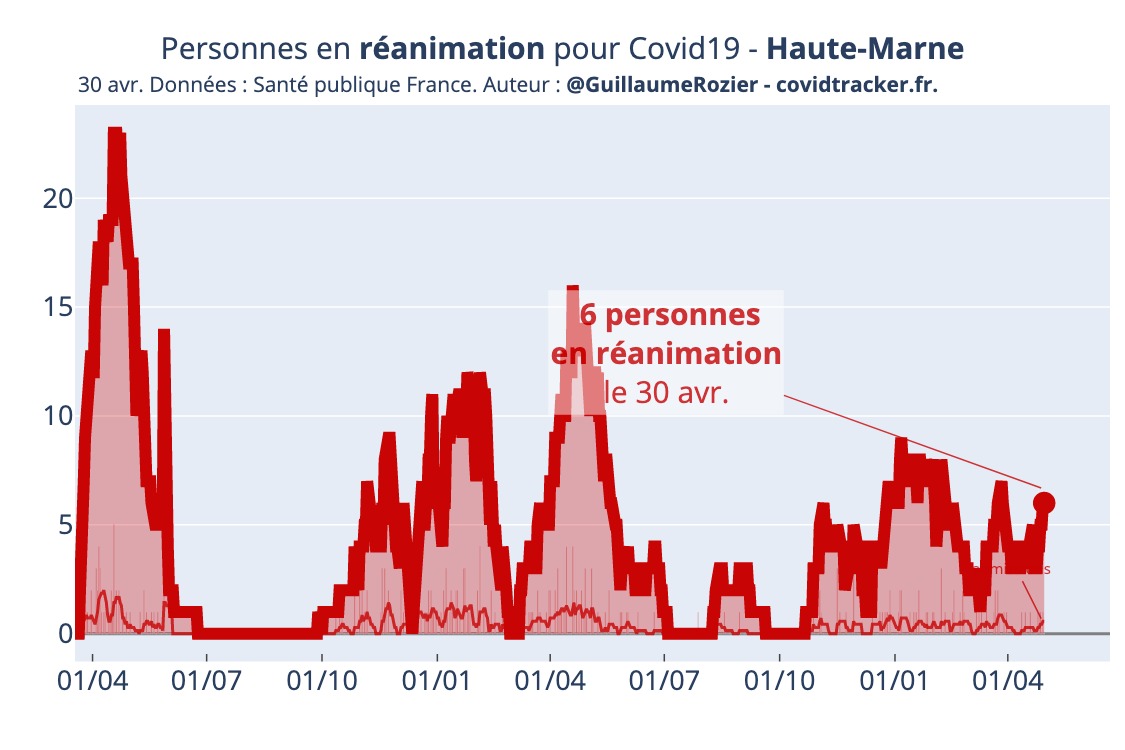 Personnes en réanimation pour Covid19 - Haute-Marne
30 avr. Données : Santé publique France. Auteur : @GuillaumeRozier - covidtracker.fr.
20
15
10
5
0
6 personnes
en réanimation
le 30 avr.
01/04
01/07
01/10
01/01
01/04
01/07
01/10
01/01
01/04